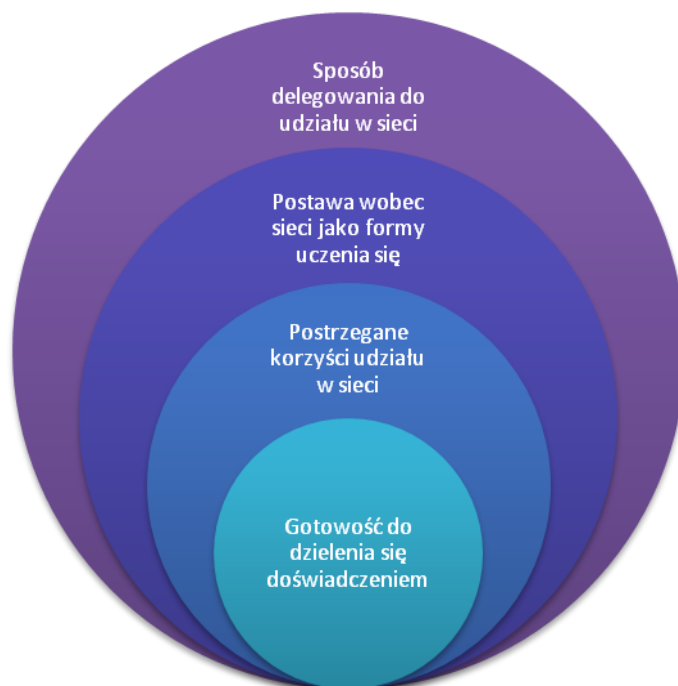 Sposób
delegowania do
udziału w sieci
Postawa wobec
sieci jako formy
uczenia się
Postrzegane
korzyści udziału
w sieci
Gotowość do
dzielenia się
doświadczeniem